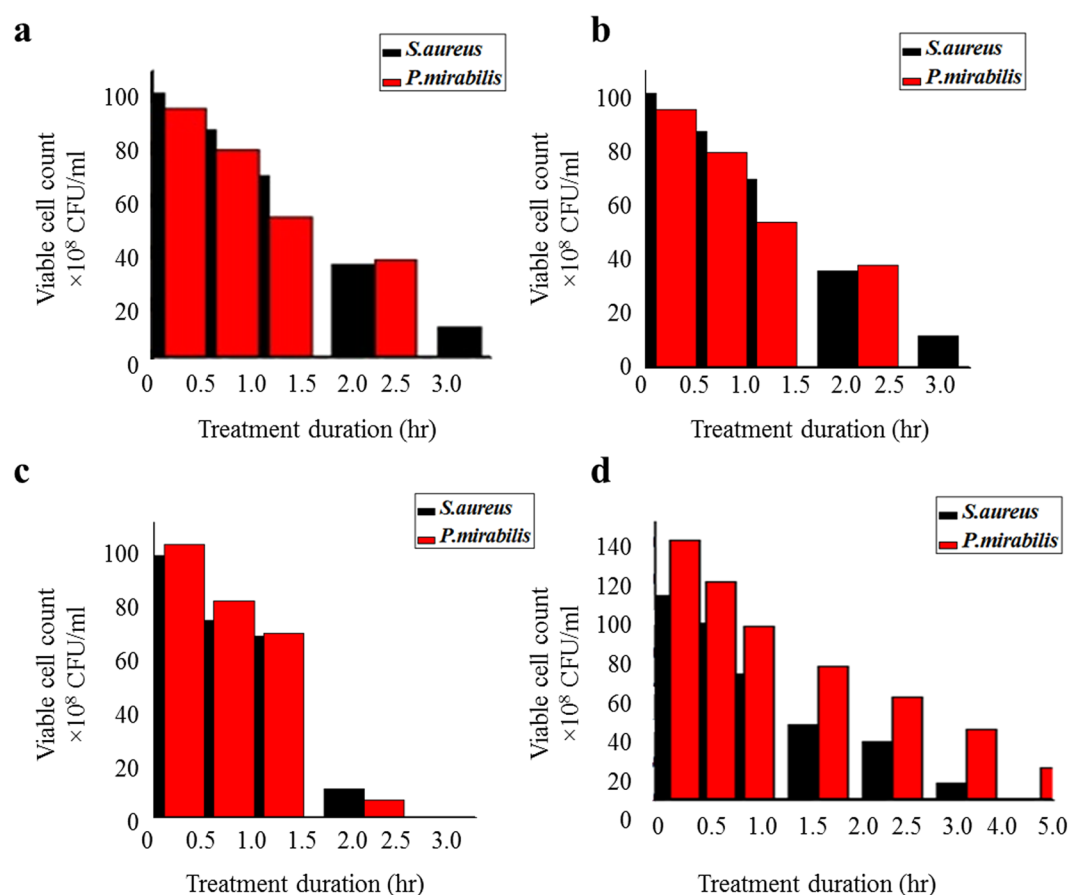 a
S.aureus
P.mirabilis
100
80
60
40
20
0
Viable cell count
×10⁸ CFU/ml
0 0.5 1.0 1.5 2.0 2.5 3.0
Treatment duration (hr)
b
S.aureus
P.mirabilis
100
80
60
40
20
0
Viable cell count
×10⁸ CFU/ml
0 0.5 1.0 1.5 2.0 2.5 3.0
Treatment duration (hr)
c
S.aureus
P.mirabilis
100
80
60
40
20
0
Viable cell count
×10⁸ CFU/ml
0 0.5 1.0 1.5 2.0 2.5 3.0
Treatment duration (hr)
d
S.aureus
P.mirabilis
140
120
100
80
60
40
20
0
Viable cell count
×10⁸ CFU/ml
0 0.5 1.0 1.5 2.0 2.5 3.0 4.0 5.0
Treatment duration (hr)